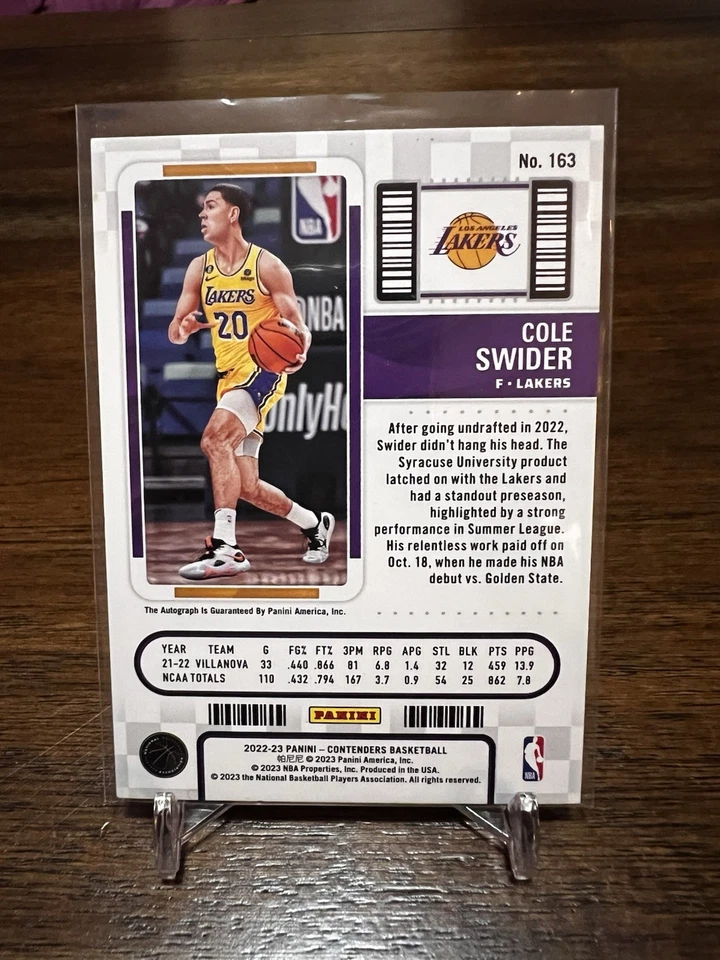 No. 163
LOS ANGELES
LAKERS
COLE
SWIDER
F • LAKERS
NBA
NBA
onlyH
LAKERS
20
After going undrafted in 2022,
Swider didn't hang his head. The
Syracuse University product
latched on with the Lakers and
had a standout preseason,
highlighted by a strong
performance in Summer League.
His relentless work paid off on
Oct. 18, when he made his NBA
debut vs. Golden State.
The Autograph Is Guaranteed By Panini America, Inc.
YEAR TEAM G FG% FT% 3PM RPG APG STL BLK PTS PPG
21-22 VILLANOVA 33 .440 .866 81 6.8 1.4 32 12 459 13.9
NCAA TOTALS 110 .432 .794 167 3.7 0.9 54 25 862 7.8
PANINI
2022-23 PANINI – CONTENDERS BASKETBALL
帕尼尼 © 2023 Panini America, Inc.
© 2023 NBA Properties, Inc. Produced in the USA.
© 2023 the National Basketball Players Association. All rights reserved.
NBA